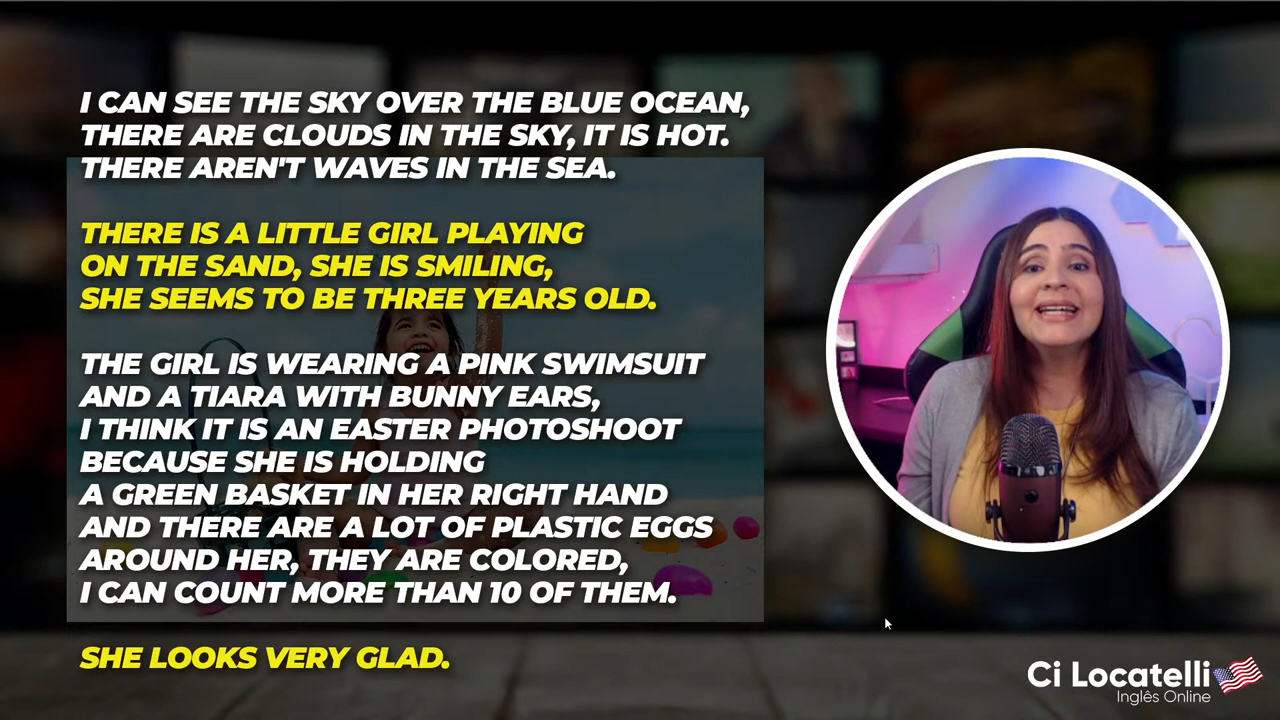 I CAN SEE THE SKY OVER THE BLUE OCEAN,
THERE ARE CLOUDS IN THE SKY, IT IS HOT.
THERE AREN'T WAVES IN THE SEA.
THERE IS A LITTLE GIRL PLAYING
ON THE SAND, SHE IS SMILING,
SHE SEEMS TO BE THREE YEARS OLD.
THE GIRL IS WEARING A PINK SWIMSUIT
AND A TIARA WITH BUNNY EARS,
I THINK IT IS AN EASTER PHOTOSHOOT
BECAUSE SHE IS HOLDING
A GREEN BASKET IN HER RIGHT HAND
AND THERE ARE A LOT OF PLASTIC EGGS
AROUND HER, THEY ARE COLORED,
I CAN COUNT MORE THAN 10 OF THEM.
SHE LOOKS VERY GLAD.
Ci Locatelli
Inglês Online